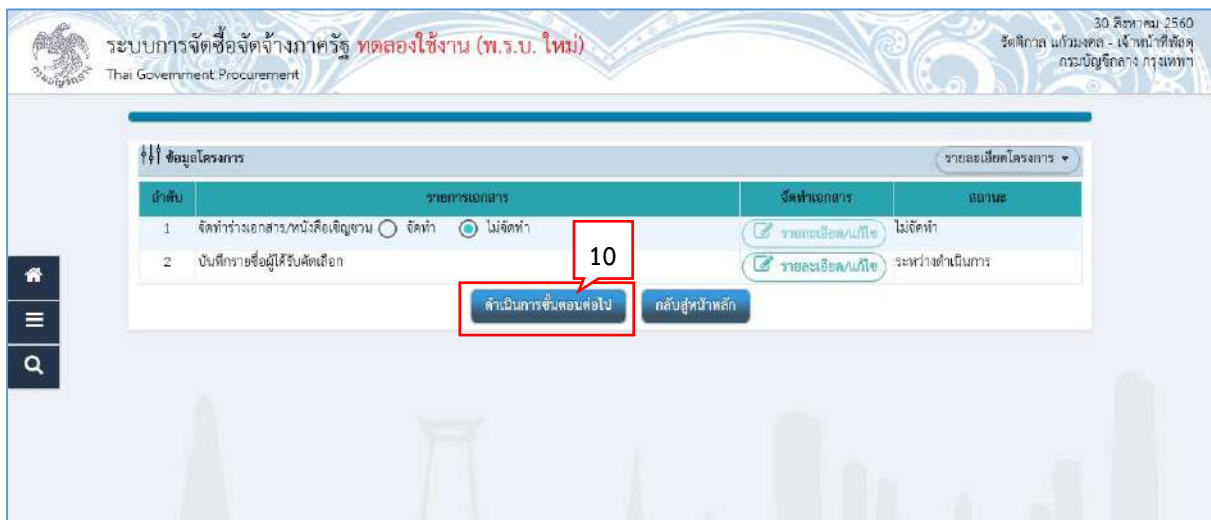 30 สิงหาคม 2560
ระบบการจัดซื้อจัดจ้างภาครัฐ ทดลองใช้งาน (พ.ร.บ. ใหม่)
รัตติกาล แก้วมงคล - เจ้าหน้าที่พัสดุ
Thai Government Procurement
กรมบัญชีกลาง กรุงเทพฯ
ข้อมูลโครงการ
รายละเอียดโครงการ
ลำดับ รายการเอกสาร จัดทำเอกสาร สถานะ
1 จัดทำร่างเอกสาร/หนังสือเชิญชวน จัดทำ ไม่จัดทำ รายละเอียด/แก้ไข ไม่จัดทำ
2 บันทึกรายชื่อผู้ได้รับคัดเลือก รายละเอียด/แก้ไข ระหว่างดำเนินการ
10
ดำเนินการขั้นตอนต่อไป กลับสู่หน้าหลัก